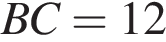 BC = 12